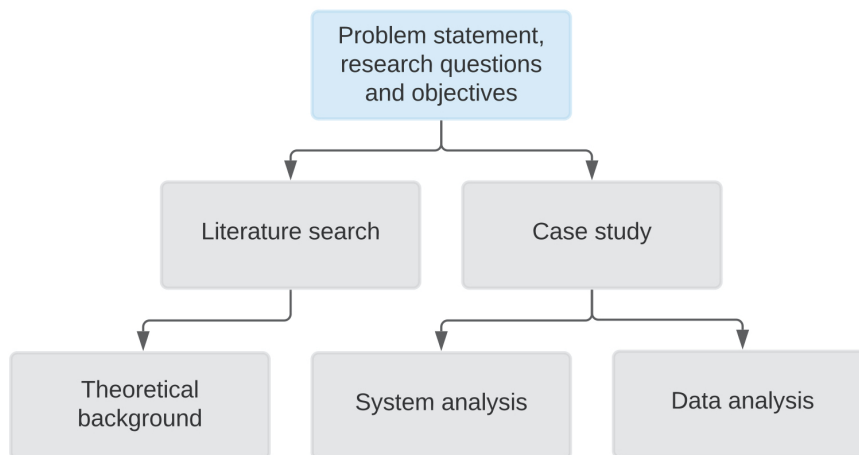 Problem statement,
research questions
and objectives
Literature search
Case study
Theoretical
background
System analysis
Data analysis